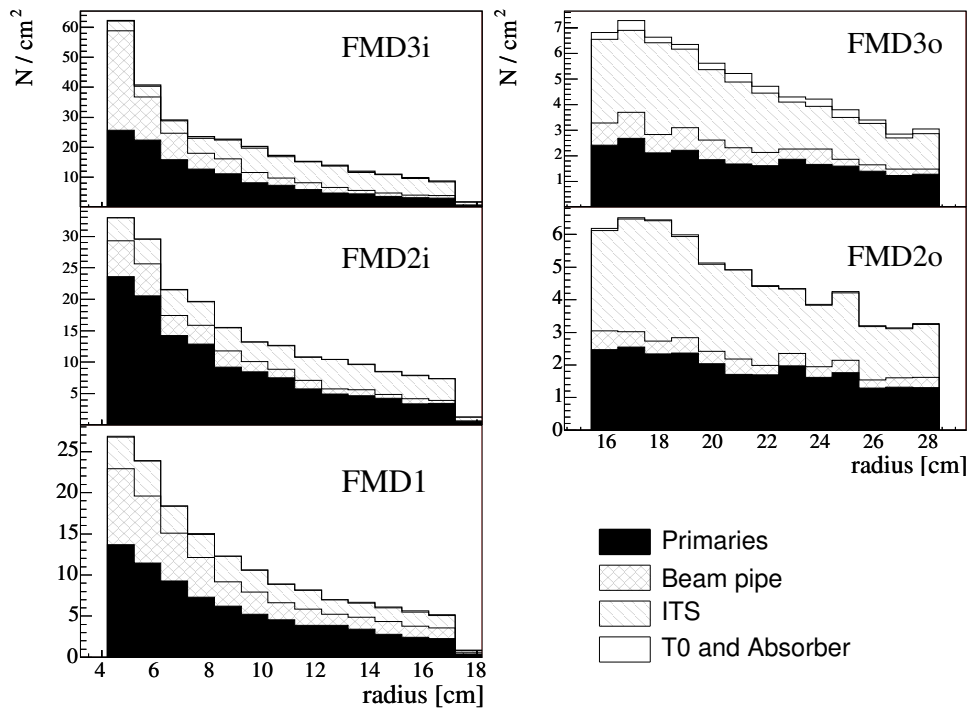 N / cm²
60
50
40
30
20
10
FMD3i
30
25
20
15
10
5
FMD2i
25
20
15
10
5
0
FMD1
4 6 8 10 12 14 16 18
radius [cm]
N / cm²
7
6
5
4
3
2
1
FMD3o
6
5
4
3
2
1
0
FMD2o
16 18 20 22 24 26 28
radius [cm]
Primaries
Beam pipe
ITS
T0 and Absorber